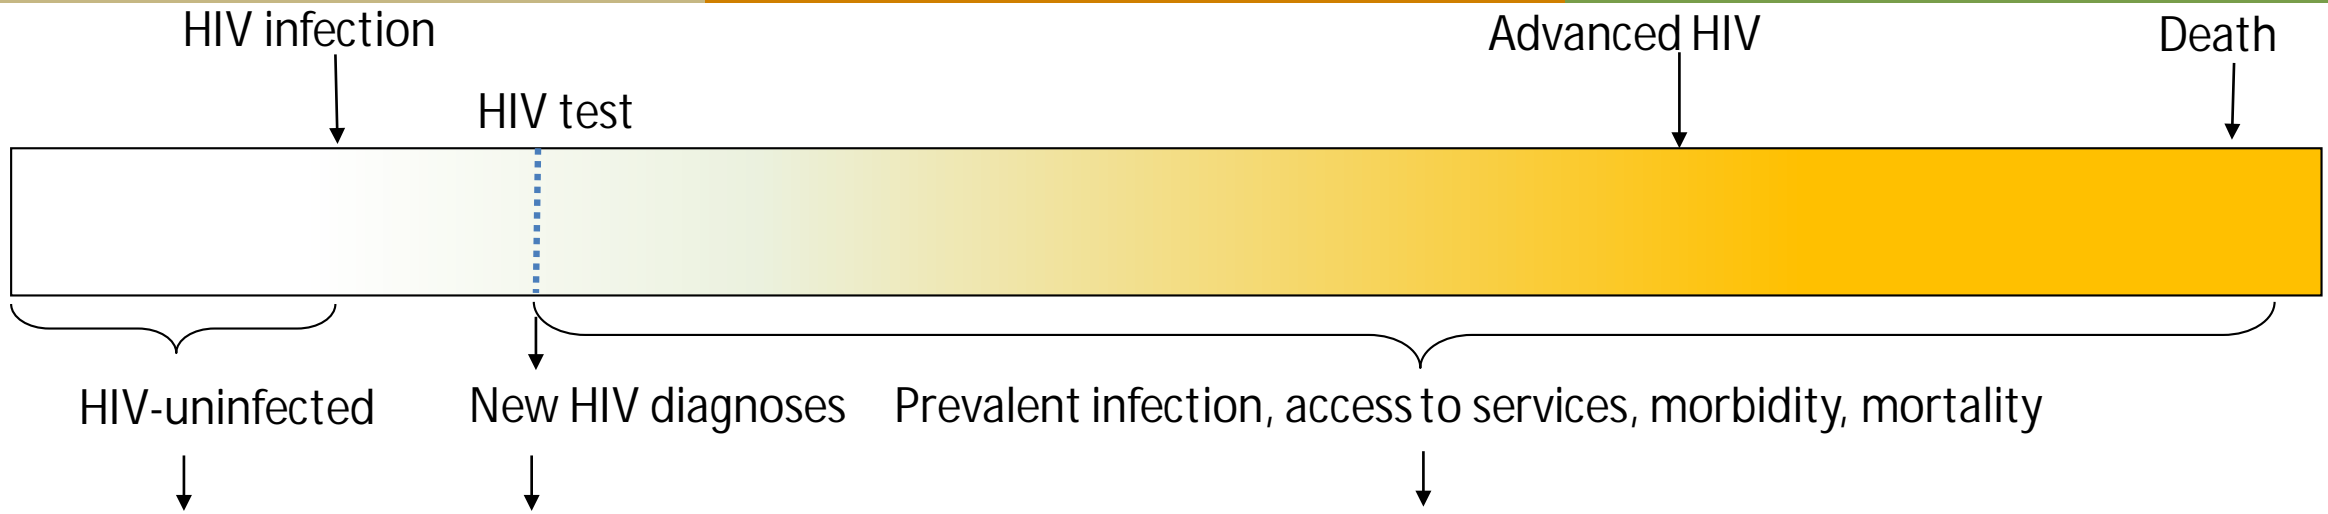 HIV infection
Advanced HIV
Death
HIV test
HIV-uninfected
New HIV diagnoses
Prevalent infection, access to services, morbidity, mortality